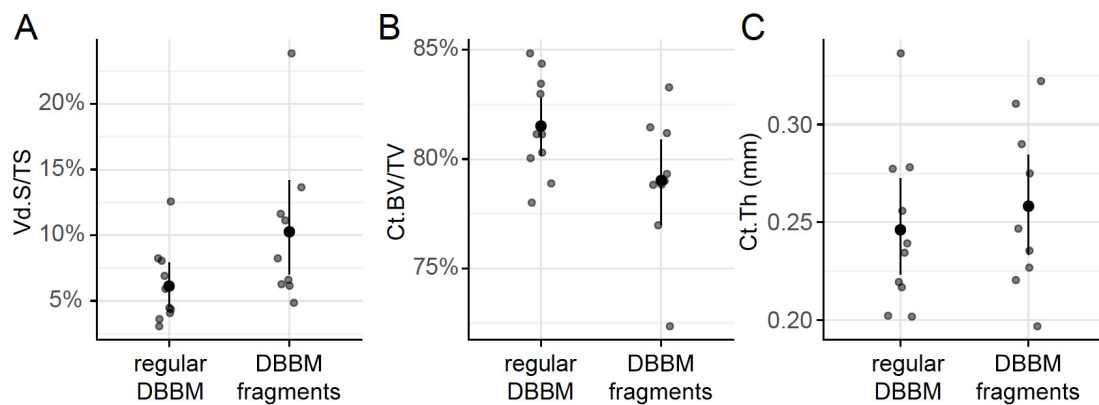 A
Vd.S/TS
20%
15%
10%
5%
regular
DBBM
DBBM
fragments
B
Ct.BV/TV
85%
80%
75%
regular
DBBM
DBBM
fragments
C
Ct.Th (mm)
0.30
0.25
0.20
regular
DBBM
DBBM
fragments